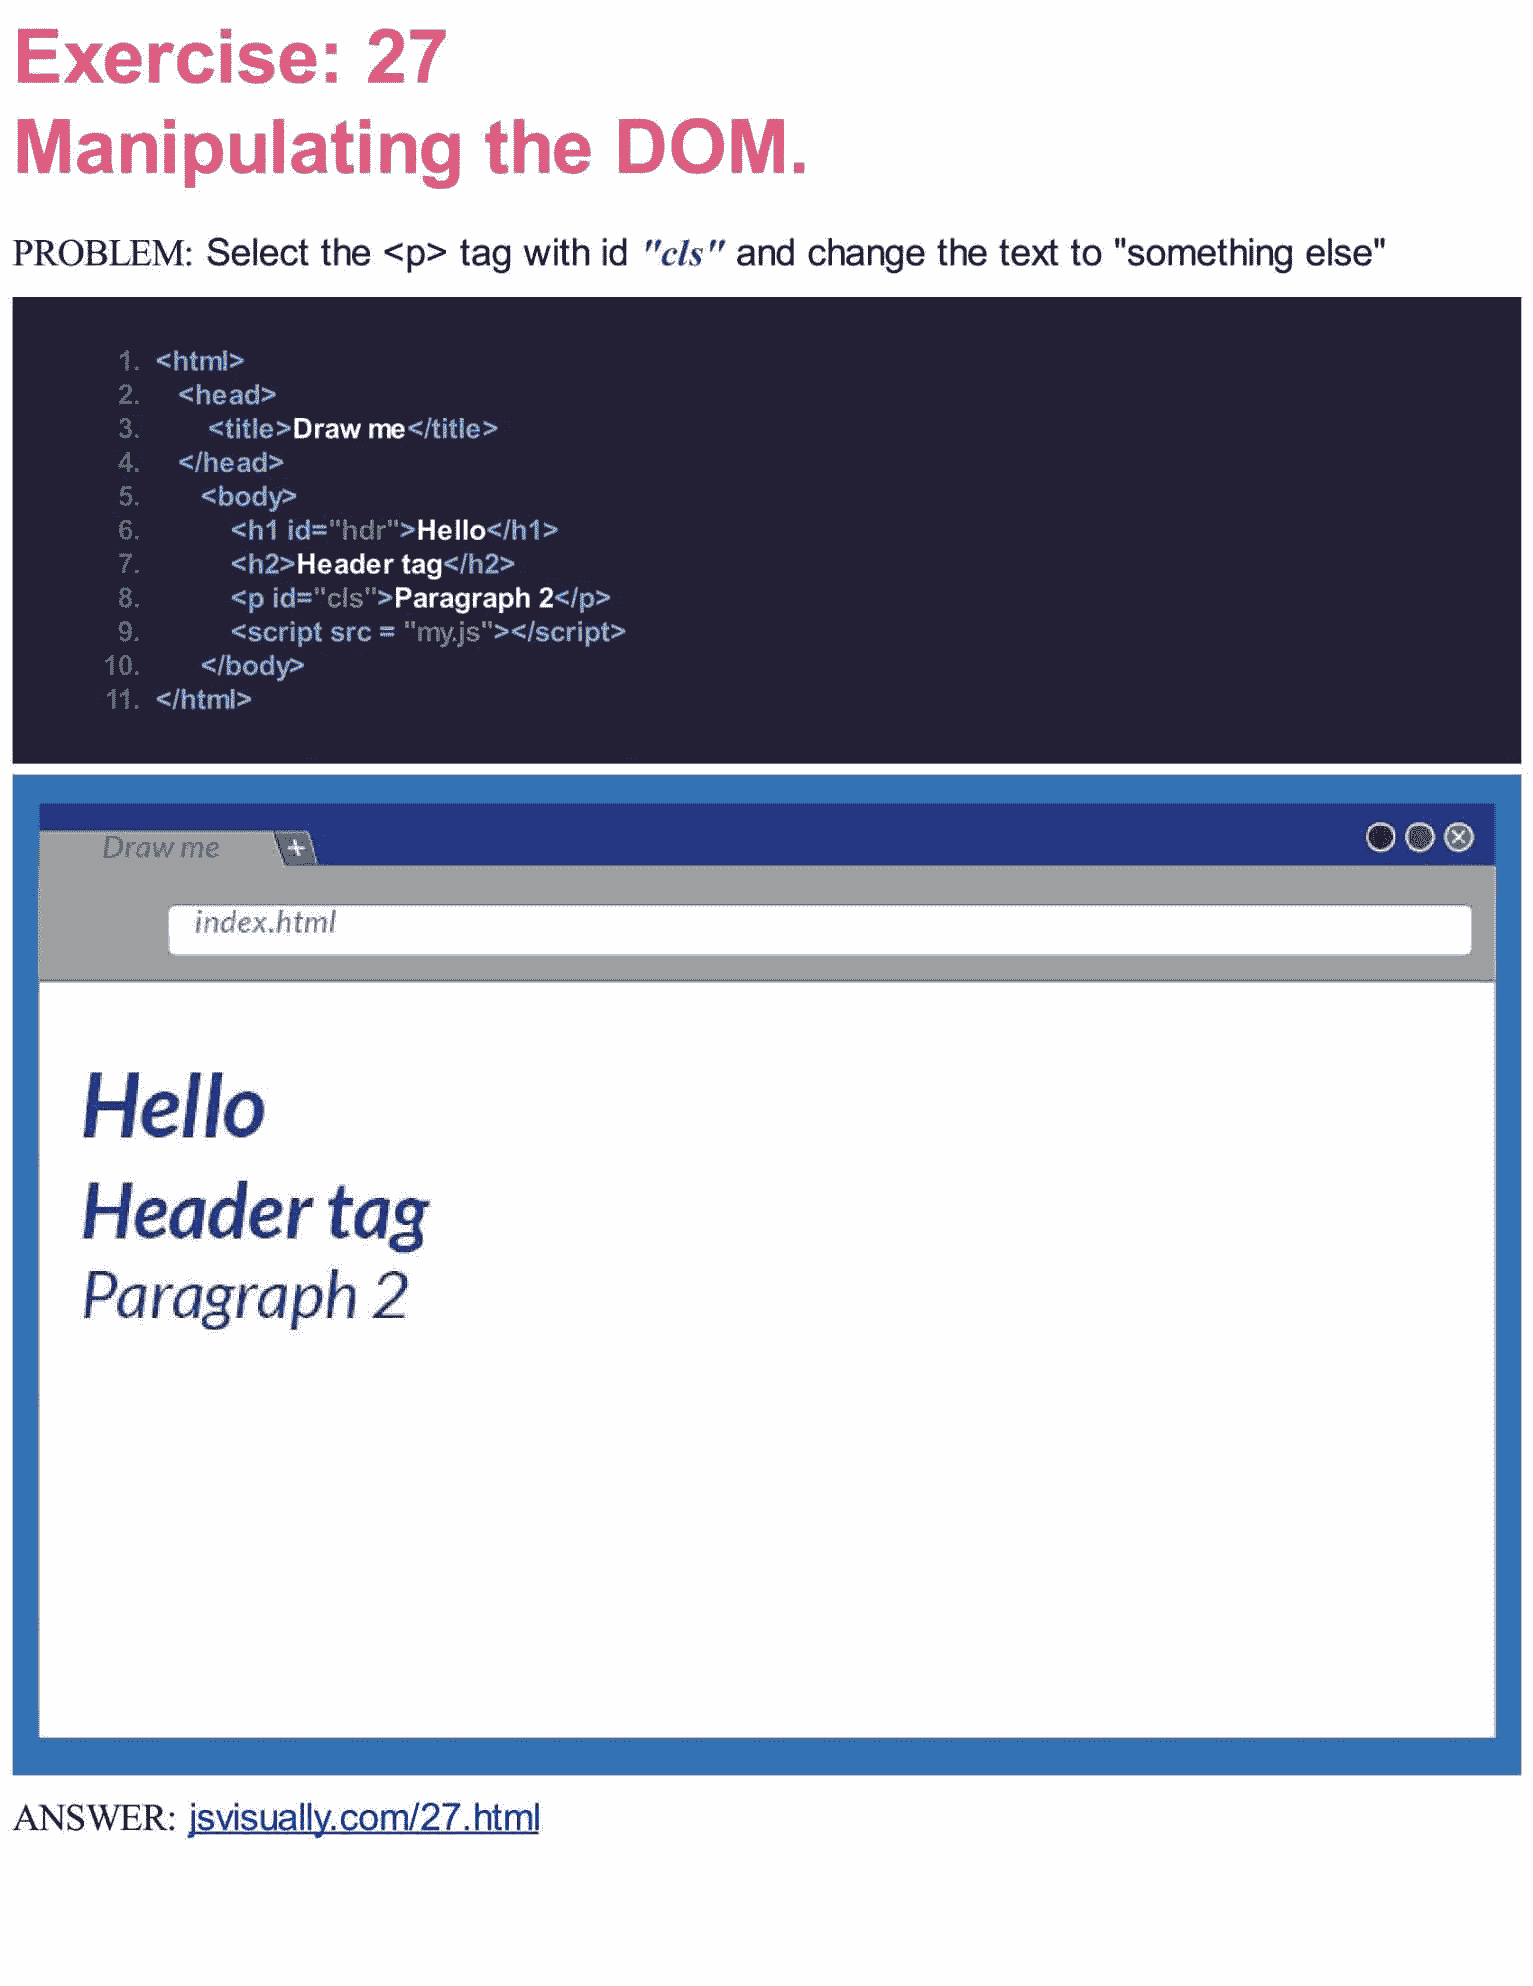 Exercise: 27
Manipulating the DOM.
PROBLEM: Select the <p> tag with id "cls" and change the text to "something else"
1. <html>
2. <head>
3. <title>Draw me</title>
4. </head>
5. <body>
6. <h1 id="hdr">Hello</h1>
7. <h2>Header tag</h2>
8. <p id="cls">Paragraph 2</p>
9. <script src = "my.js"></script>
10. </body>
11. </html>
Draw me +
index.html
Hello
Header tag
Paragraph 2
ANSWER: jsvisually.com/27.html